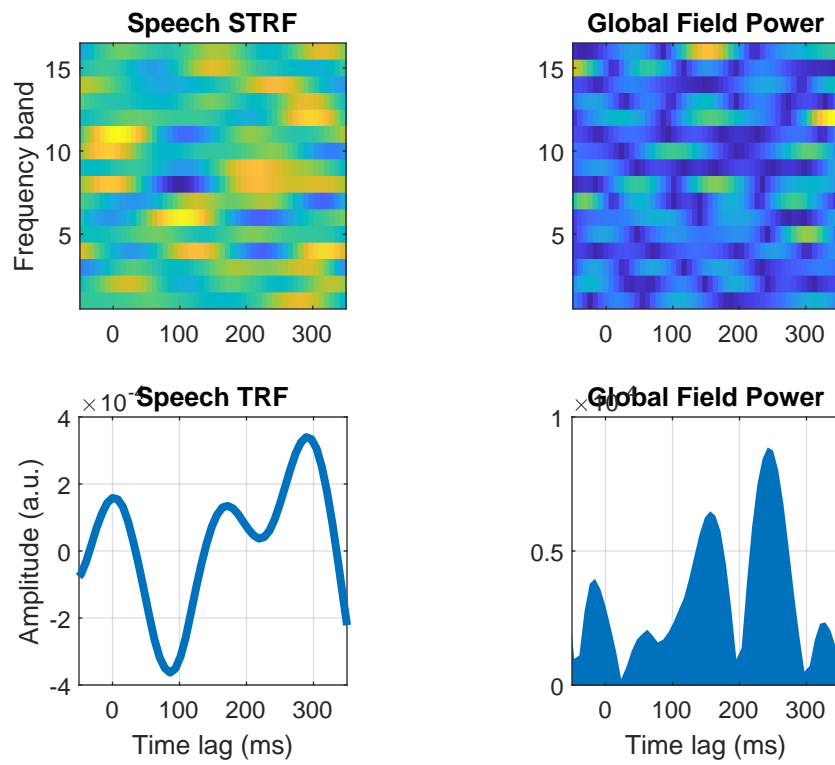 Speech STRF
Frequency band
15
10
5
0 100 200 300
Global Field Power
15
10
5
0 100 200 300
Speech TRF
×10-4
Amplitude (a.u.)
4
2
0
-2
-4
0 100 200 300
Time lag (ms)
Global Field Power
1
0.5
0
0 100 200 300
Time lag (ms)